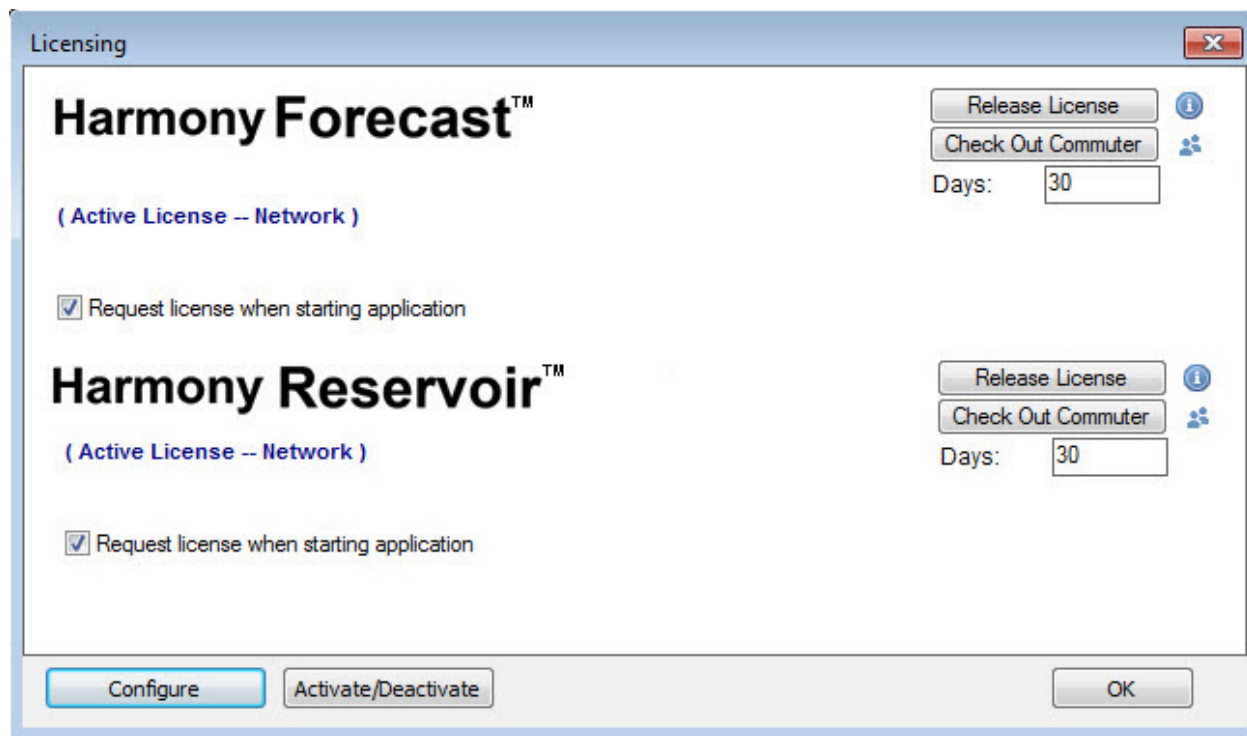 Licensing
Harmony Forecast™
Release License
Check Out Commuter
Days: 30
( Active License -- Network )
Request license when starting application
Harmony Reservoir™
Release License
Check Out Commuter
( Active License -- Network )
Days: 30
Request license when starting application
Configure Activate/Deactivate OK